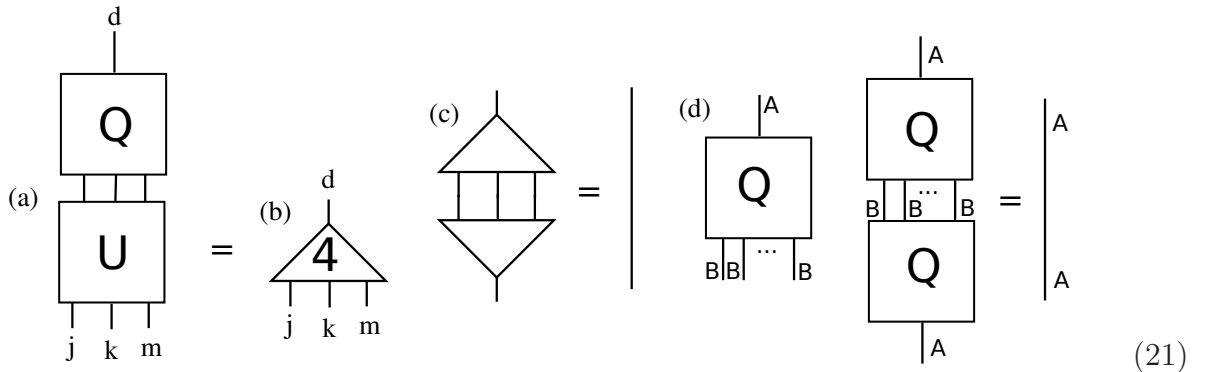 d
Q
(a)
U
j k m
=
(b)
d
4
j k m
(c)
=
(d)
A
Q
B B ... B
A
Q
B B ... B
Q
A
=
A
A
(21)